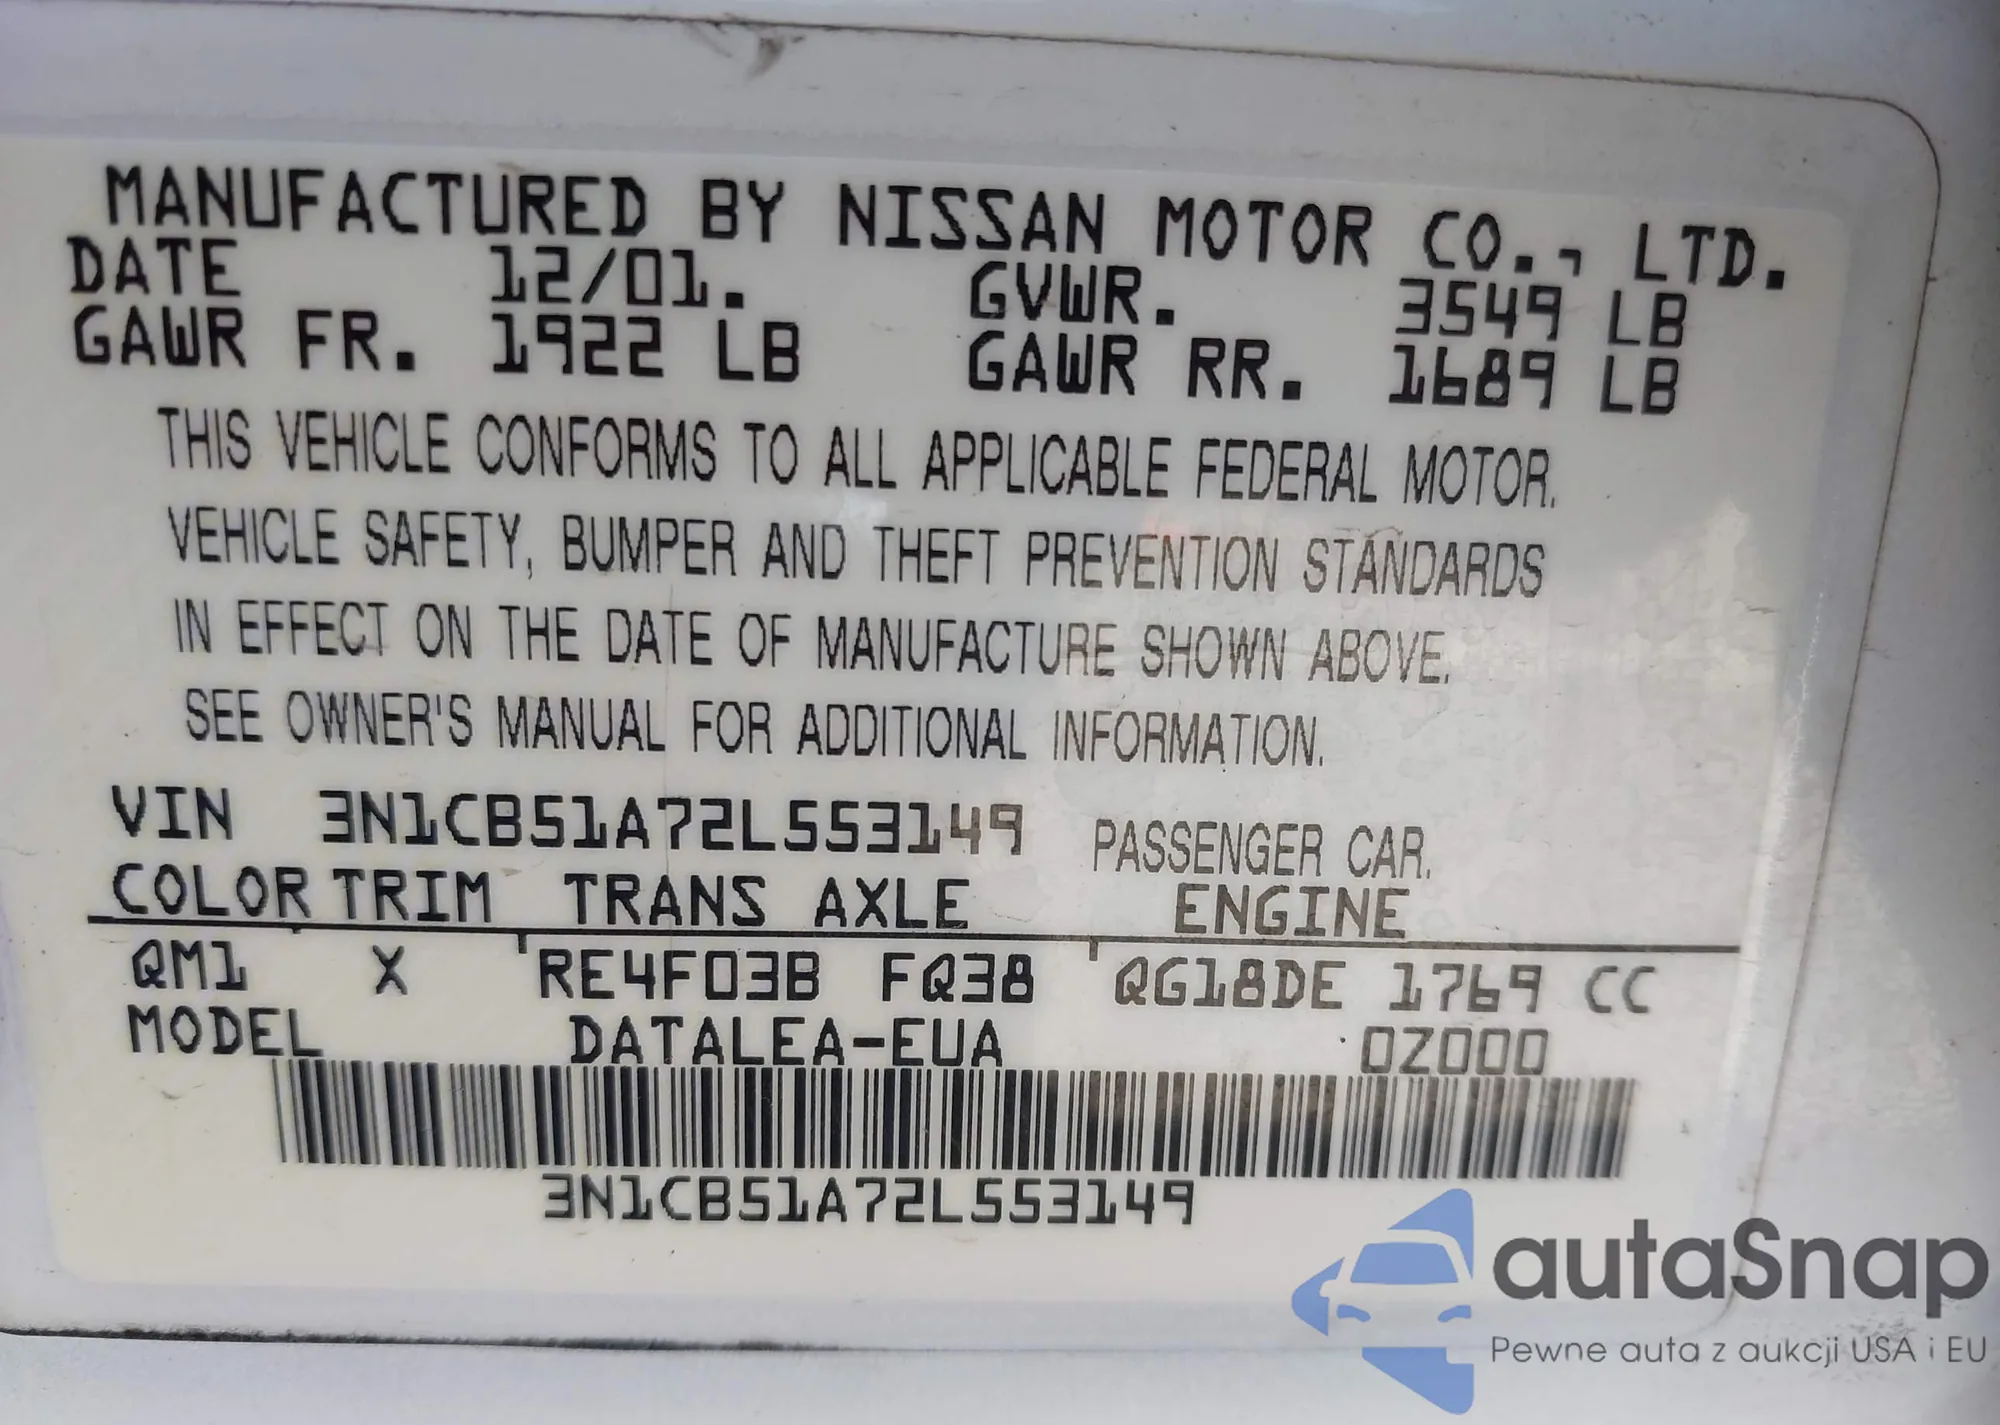 MANUFACTURED BY NISSAN MOTOR CO., LTD.
DATE 12/01. GVWR. 3549 LB
GAWR FR. 1922 LB GAWR RR. 1689 LB
THIS VEHICLE CONFORMS TO ALL APPLICABLE FEDERAL MOTOR.
VEHICLE SAFETY, BUMPER AND THEFT PREVENTION STANDARDS
IN EFFECT ON THE DATE OF MANUFACTURE SHOWN ABOVE.
SEE OWNER'S MANUAL FOR ADDITIONAL INFORMATION.
VIN 3N1CB51A72L553149 PASSENGER CAR.
COLOR TRIM TRANS AXLE ENGINE
QM1 X RE4F03B FQ38 QG18DE 1769 CC
MODEL DATALEA-EUA 0Z000
3N1CB51A72L553149
autaSnap
Pewne auta z aukcji USA i EU